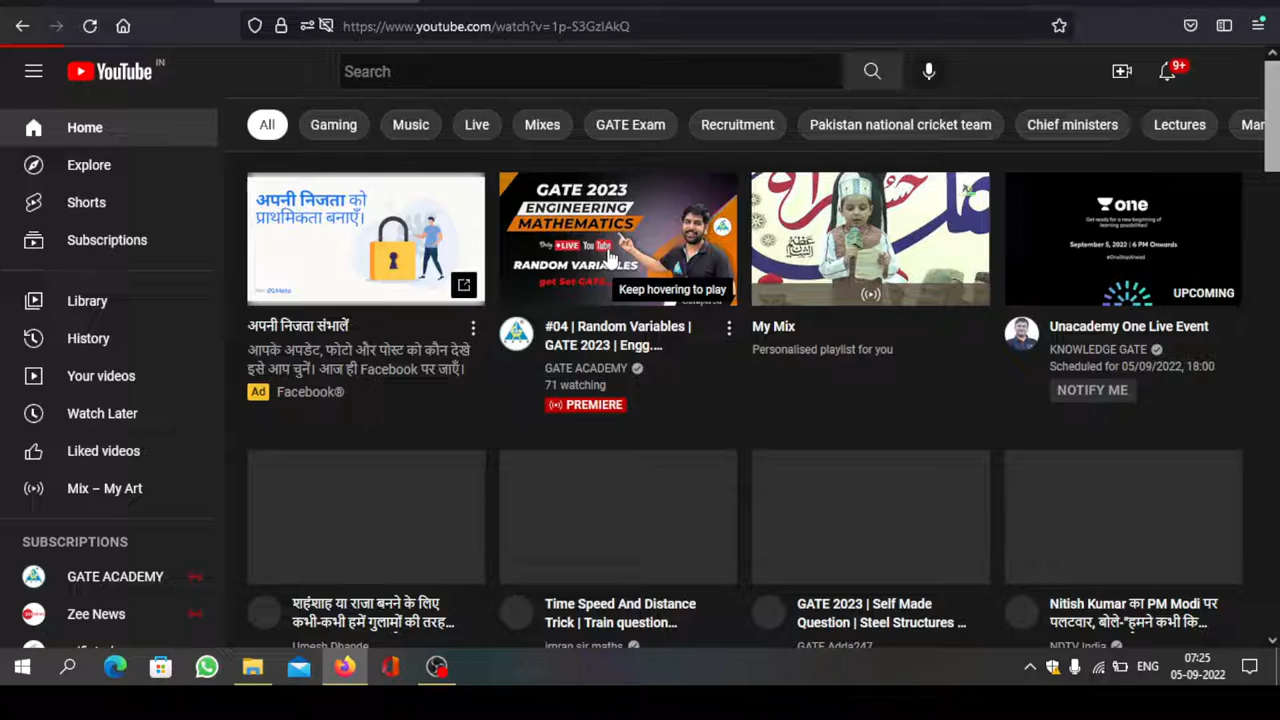 https://www.youtube.com/watch?v=1p-S3GzlAkQ
YouTube IN
Search
9+
Home
Explore
Shorts
Subscriptions
Library
History
Your videos
Watch Later
Liked videos
Mix – My Art
SUBSCRIPTIONS
GATE ACADEMY
Zee News
All
Gaming
Music
Live
Mixes
GATE Exam
Recruitment
Pakistan national cricket team
Chief ministers
Lectures
Mar
अपनी निजता को
प्राथमिकता बनाएँ।
अपनी निजता संभालें
आपके अपडेट, फोटो और पोस्ट को कौन देखे
इसे आप चुनें। आज ही Facebook पर जाएँ।
Ad Facebook®
GATE 2023
ENGINEERING
MATHEMATICS
LIVE YouTube
RANDOM VARIABLES
get Set GATE
Keep hovering to play
#04 | Random Variables |
GATE 2023 | Engg....
GATE ACADEMY
71 watching
PREMIERE
My Mix
Personalised playlist for you
one
Get ready for a new beginning of
learning possibilities!
September 5, 2022 | 6 PM Onwards
#OneStepAhead
UPCOMING
Unacademy One Live Event
KNOWLEDGE GATE
Scheduled for 05/09/2022, 18:00
NOTIFY ME
शहंशाह या राजा बनने के लिए
कभी-कभी हमें गुलामों की तरह...
Umesh Dhande
Time Speed And Distance
Trick | Train question...
imran sir maths
GATE 2023 | Self Made
Question | Steel Structures ...
GATE Adda247
Nitish Kumar का PM Modi पर
पलटवार, बोले-"हमने कभी कि...
NDTV India
ENG
07:25
05-09-2022